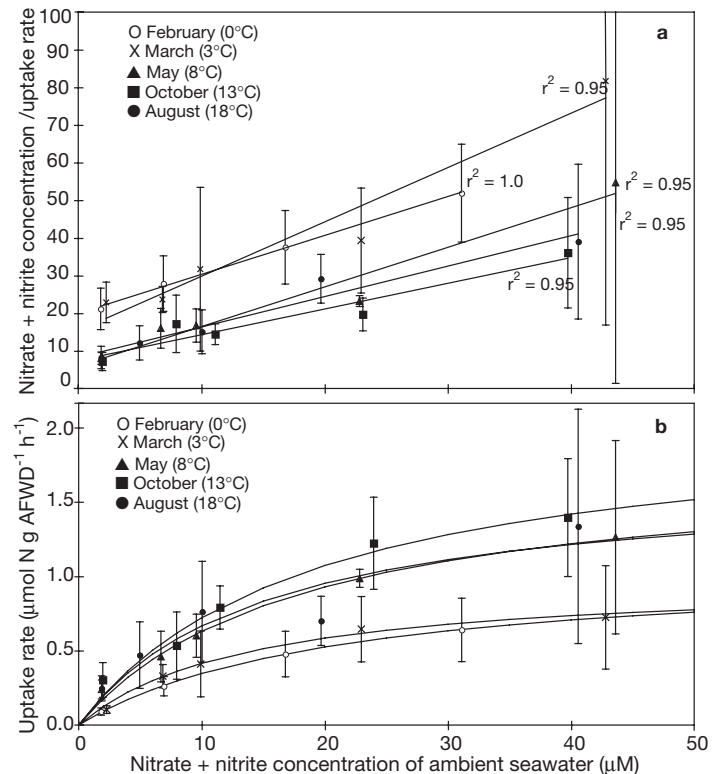 a
○ February (0°C)
X March (3°C)
▲ May (8°C)
■ October (13°C)
● August (18°C)
Nitrate + nitrite concentration /uptake rate
100
90
80
70
60
50
40
30
20
10
0
r² = 0.95
r² = 1.0
r² = 0.95
r² = 0.95
r² = 0.95
b
○ February (0°C)
X March (3°C)
▲ May (8°C)
■ October (13°C)
● August (18°C)
Uptake rate (μmol N g AFWD⁻¹ h⁻¹)
2.0
1.5
1.0
0.5
0.0
0 10 20 30 40 50
Nitrate + nitrite concentration of ambient seawater (μM)